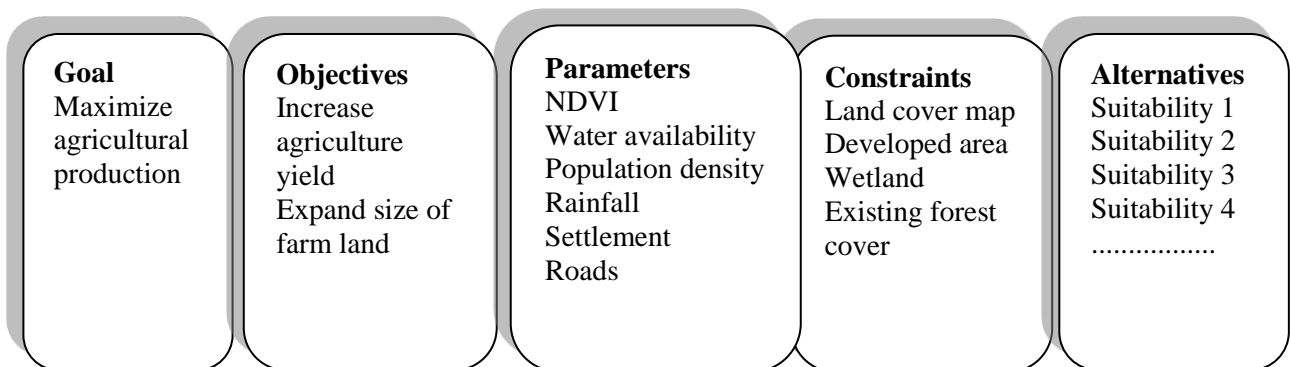 Goal
Maximize
agricultural
production
Objectives
Increase
agriculture
yield
Expand size of
farm land
Parameters
NDVI
Water availability
Population density
Rainfall
Settlement
Roads
Constraints
Land cover map
Developed area
Wetland
Existing forest
cover
Alternatives
Suitability 1
Suitability 2
Suitability 3
Suitability 4
.................